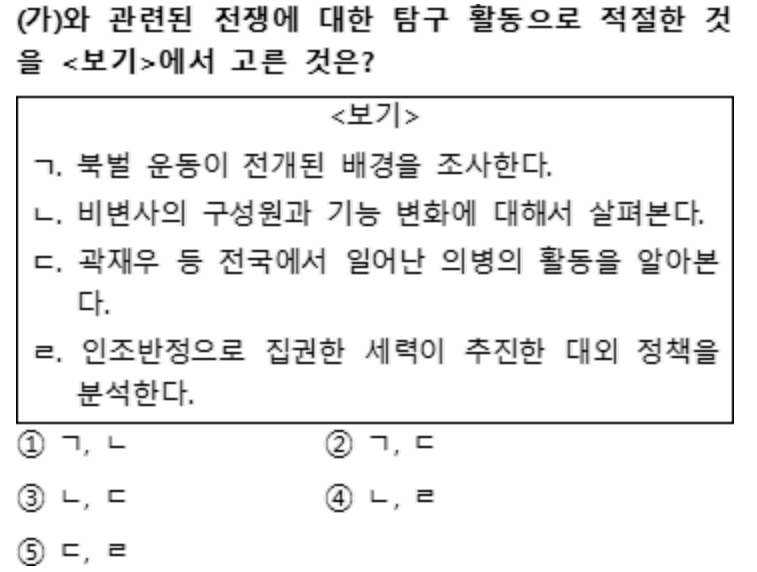 (가)와 관련된 전쟁에 대한 탐구 활동으로 적절한 것
을 <보기>에서 고른 것은?
<보기>
ㄱ. 북벌 운동이 전개된 배경을 조사한다.
ㄴ. 비변사의 구성원과 기능 변화에 대해서 살펴본다.
ㄷ. 곽재우 등 전국에서 일어난 의병의 활동을 알아본
다.
ㄹ. 인조반정으로 집권한 세력이 추진한 대외 정책을
분석한다.
① ㄱ, ㄴ ② ㄱ, ㄷ
③ ㄴ, ㄷ ④ ㄴ, ㄹ
⑤ ㄷ, ㄹ